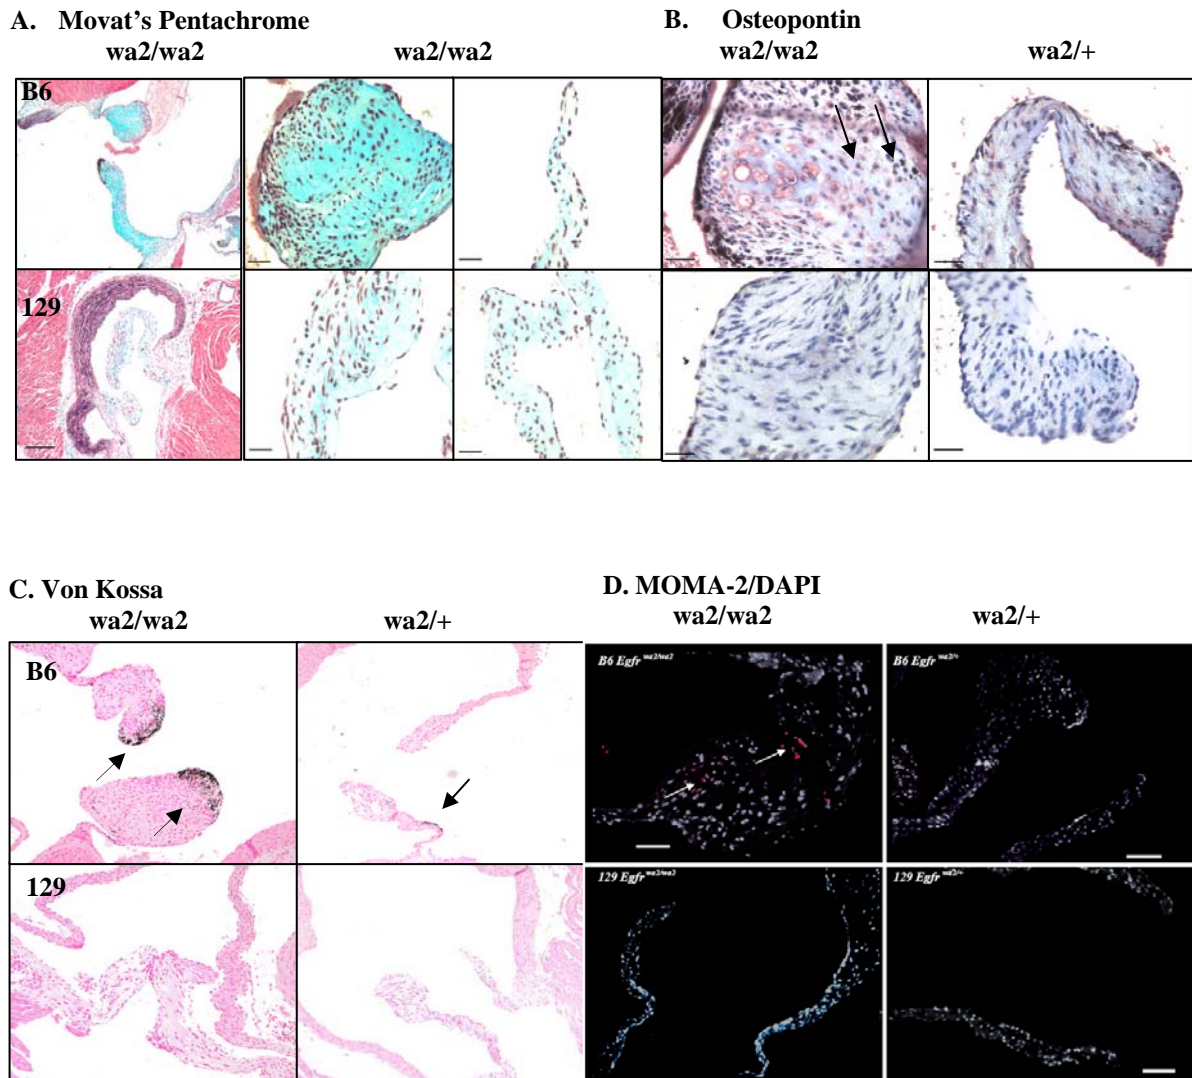 A. Movat's Pentachrome
wa2/wa2 wa2/wa2
B6
129
B. Osteopontin
wa2/wa2 wa2/+
C. Von Kossa
wa2/wa2 wa2/+
B6
129
D. MOMA-2/DAPI
wa2/wa2 wa2/+
B6 Egfr wa2/wa2
B6 Egfr wa2/+
129 Egfr wa2/wa2
129 Egfr wa2/+